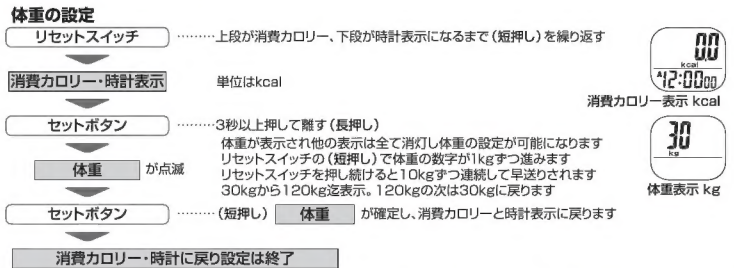 体重の設定
リセットスイッチ ………上段が消費カロリー、下段が時計表示になるまで(短押し)を繰り返す
消費カロリー・時計表示 単位はkcal
0.0
kcal
A12:00 00
消費カロリー表示 kcal
セットボタン ………3秒以上押して離す(長押し)
体重が表示され他の表示は全て消灯し体重の設定が可能になります
リセットスイッチの(短押し)で体重の数字が1kgずつ進みます
リセットスイッチを押し続けると10kgずつ連続して早送りされます
30kgから120kg迄表示。120kgの次は30kgに戻ります
体重 が点滅
30
kg
体重表示 kg
セットボタン ………(短押し) 体重 が確定し、消費カロリーと時計表示に戻ります
消費カロリー・時計に戻り設定は終了